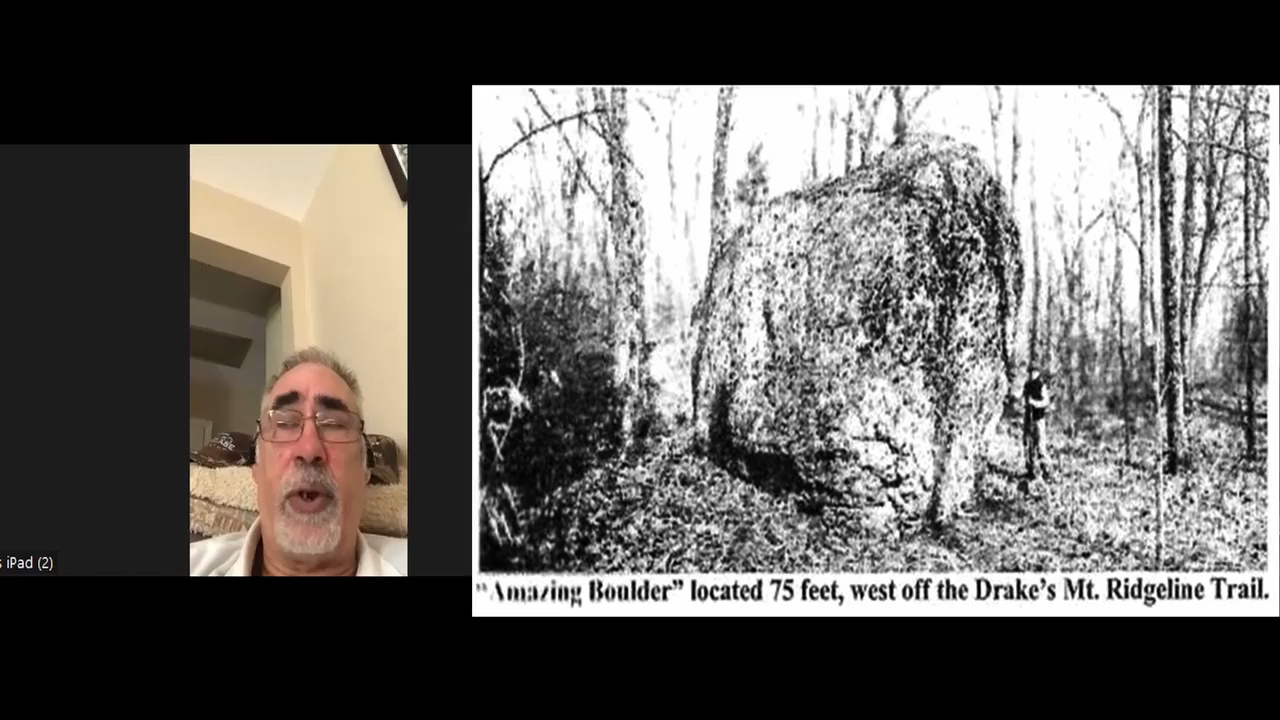 s iPad (2)
"Amazing Boulder" located 75 feet, west off the Drake's Mt. Ridgeline Trail.